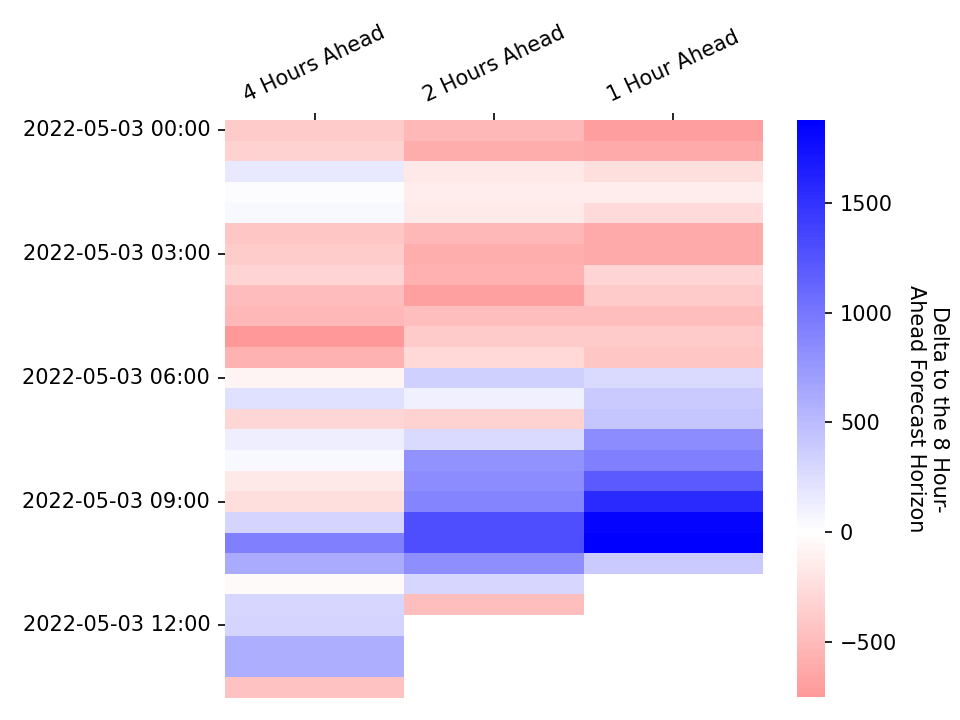 4 Hours Ahead
2 Hours Ahead
1 Hour Ahead
2022-05-03 00:00
2022-05-03 03:00
2022-05-03 06:00
2022-05-03 09:00
2022-05-03 12:00
1500
1000
500
0
−500
Delta to the 8 Hour-
Ahead Forecast Horizon